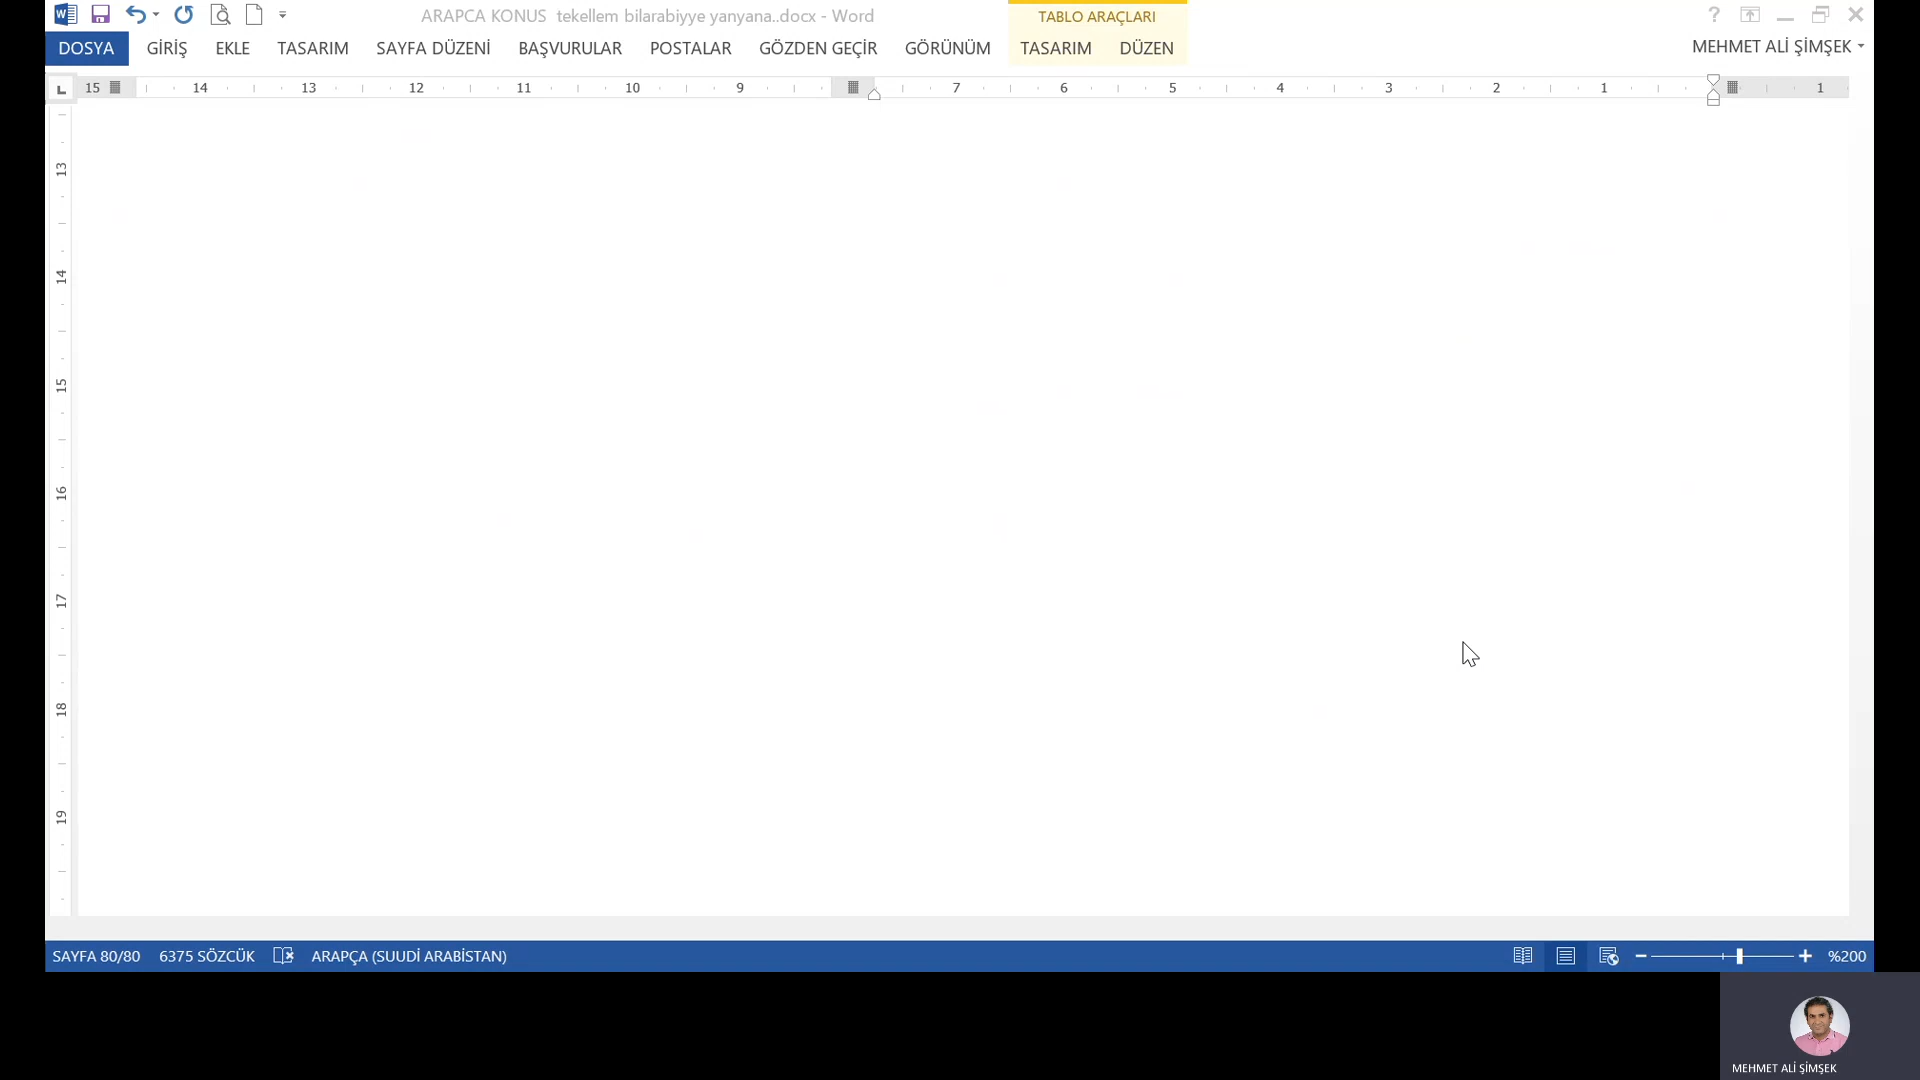 ARAPCA KONUS  tekellem bilarabiyye yanyana..docx - Word
TABLO ARAÇLARI
DOSYA GİRİŞ EKLE TASARIM SAYFA DÜZENİ BAŞVURULAR POSTALAR GÖZDEN GEÇİR GÖRÜNÜM TASARIM DÜZEN
MEHMET ALİ ŞİMŞEK
15 14 13 12 11 10 9 7 6 5 4 3 2 1 1
13
14
15
16
17
18
19
SAYFA 80/80 6375 SÖZCÜK ARAPÇA (SUUDİ ARABİSTAN) %200
MEHMET ALİ ŞİMŞEK